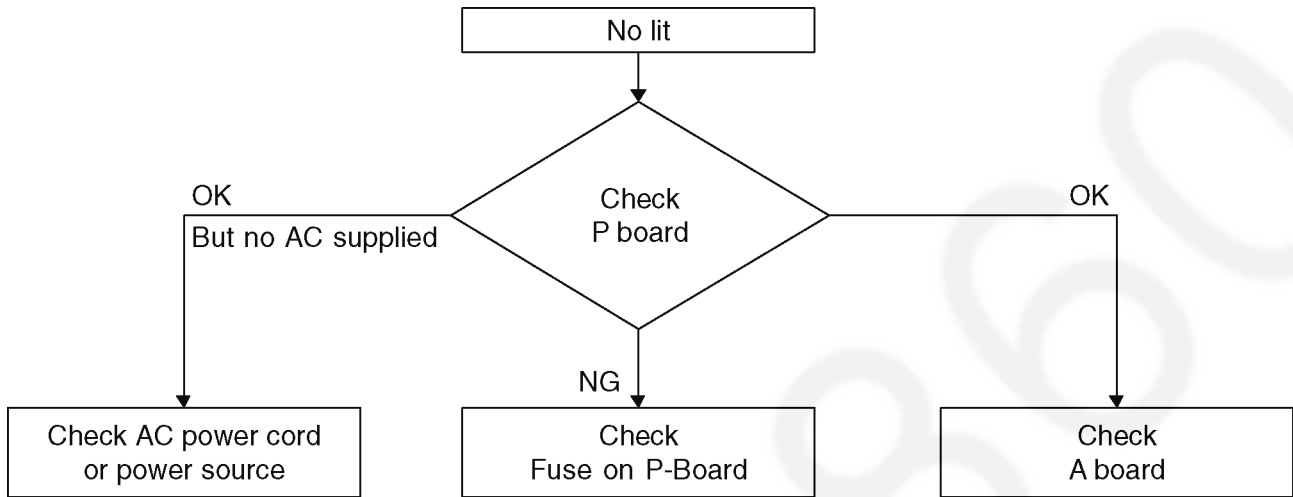 No lit
Check
P board
OK
But no AC supplied
OK
NG
Check AC power cord
or power source
Check
Fuse on P-Board
Check
A board
860